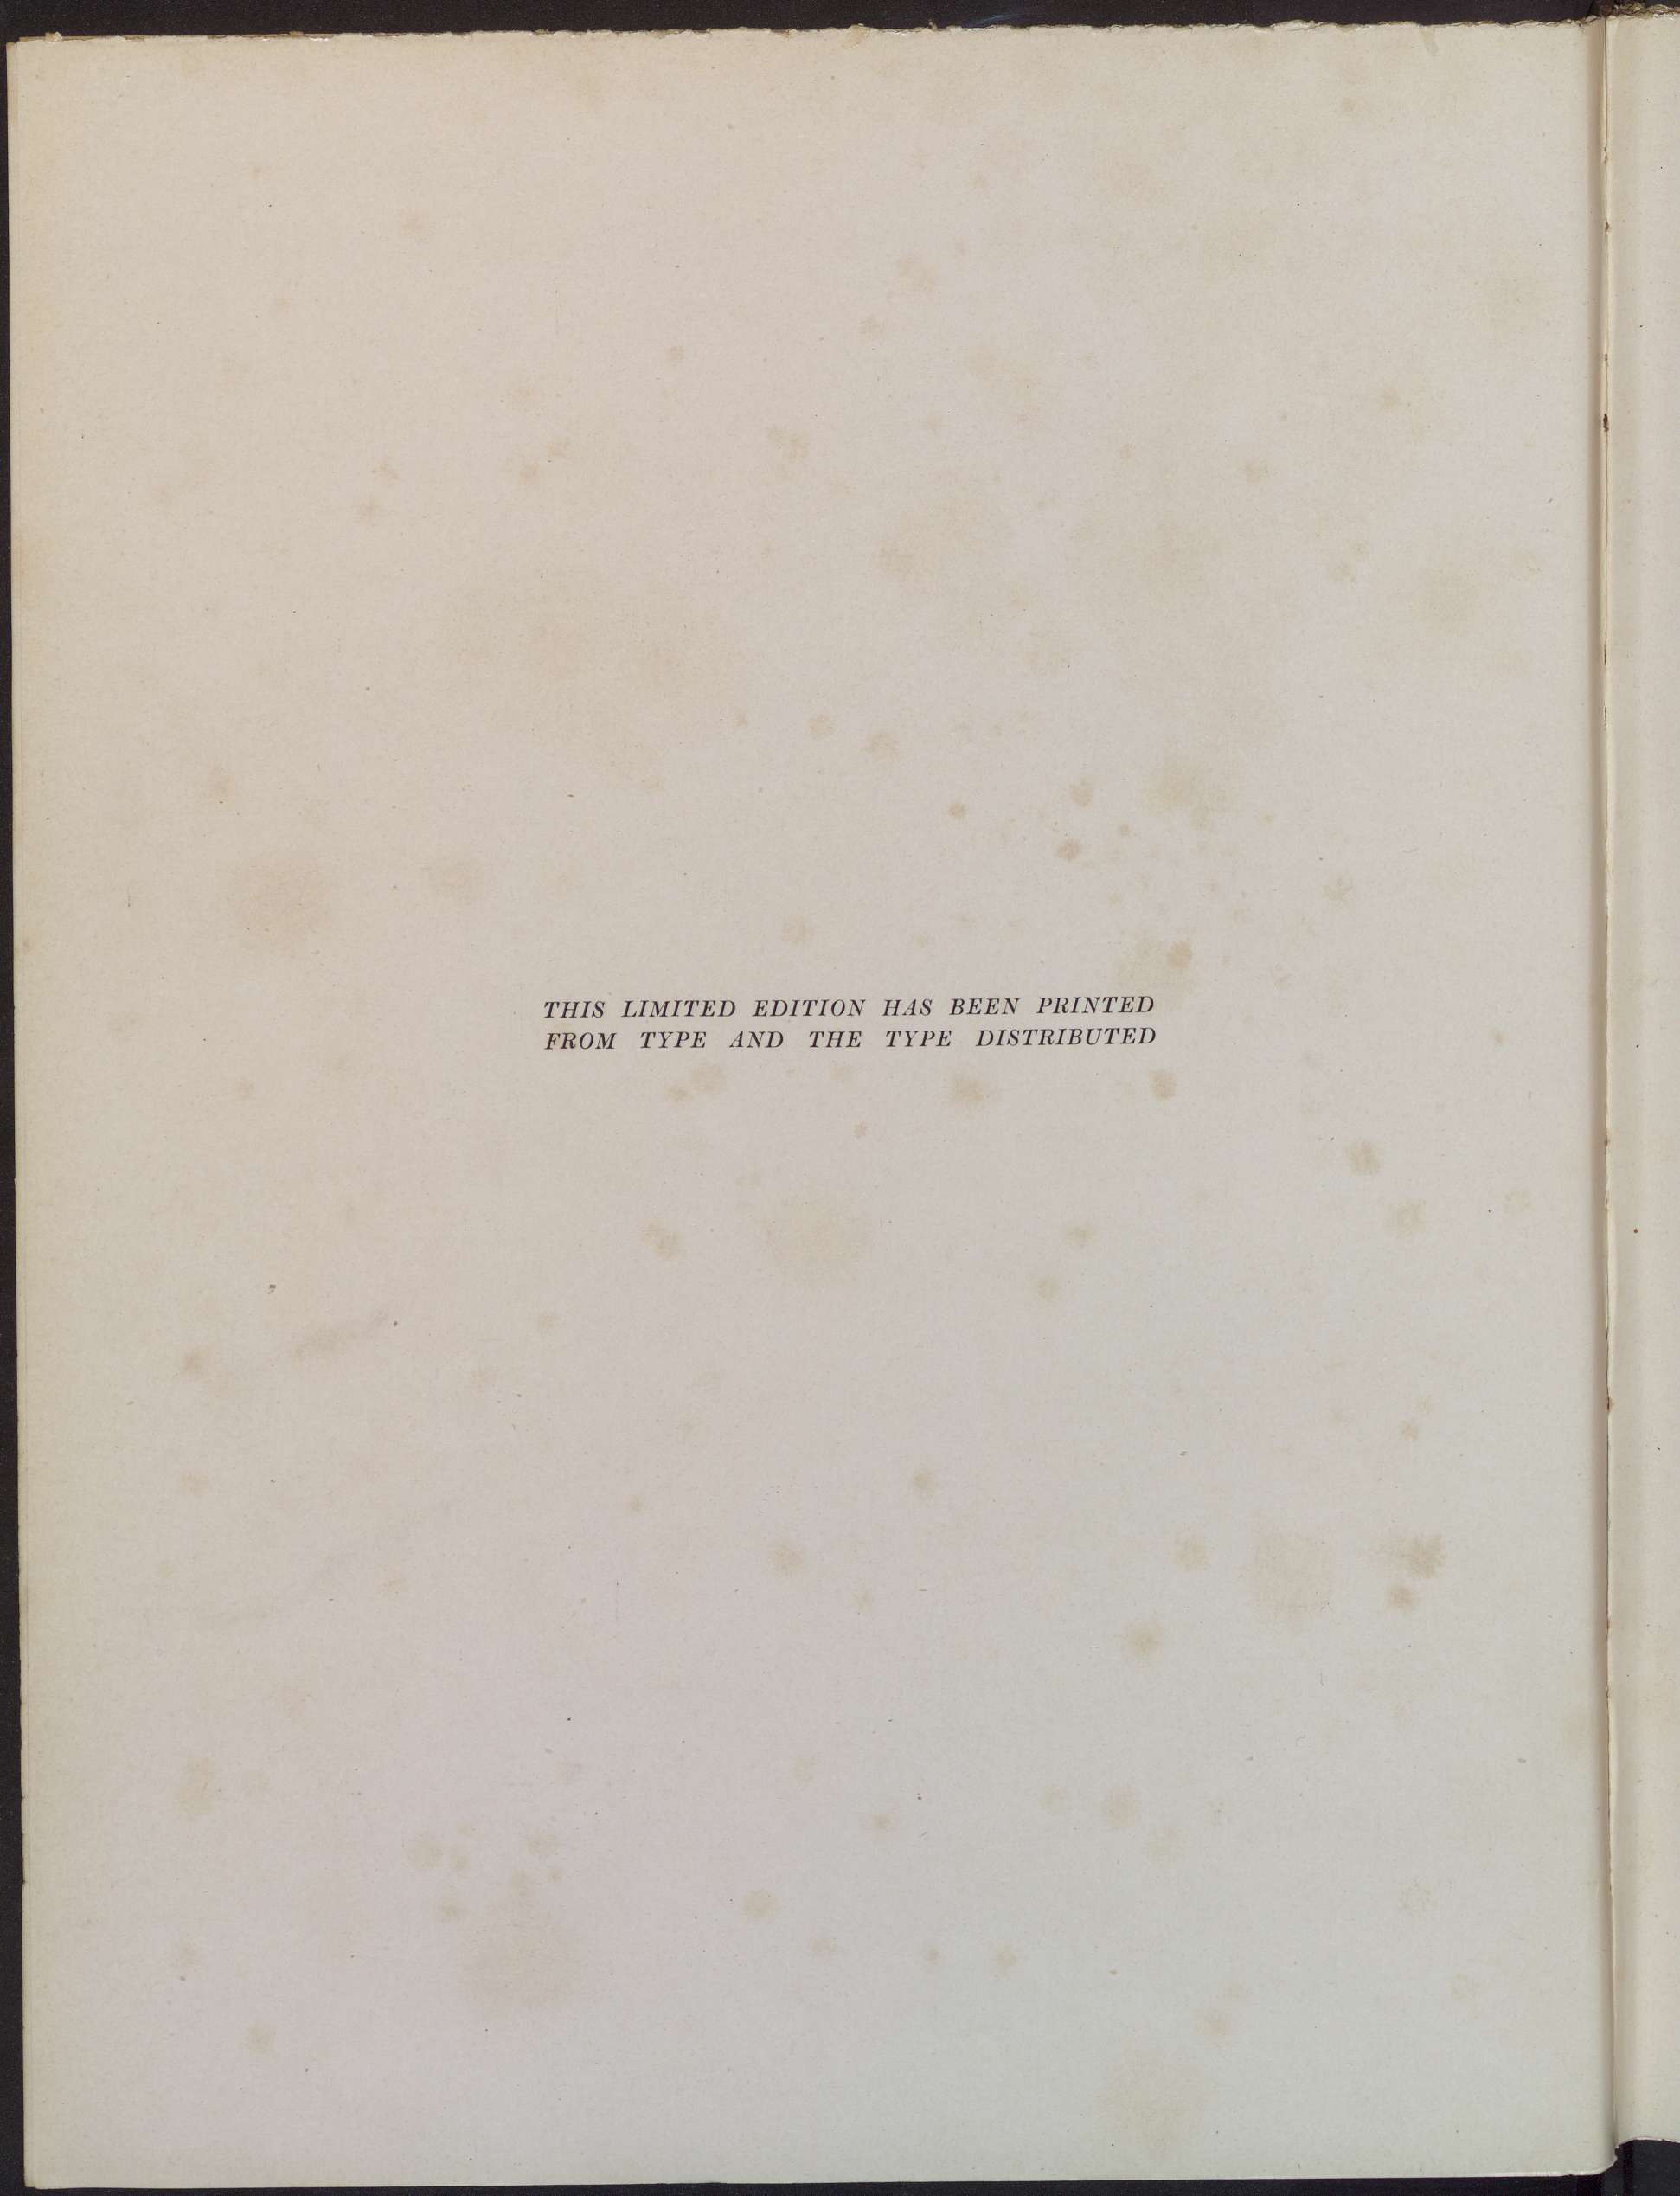 THIS LIMITED EDITION HAS BEEN PRINTED
FROM TYPE AND THE TYPE DISTRIBUTED